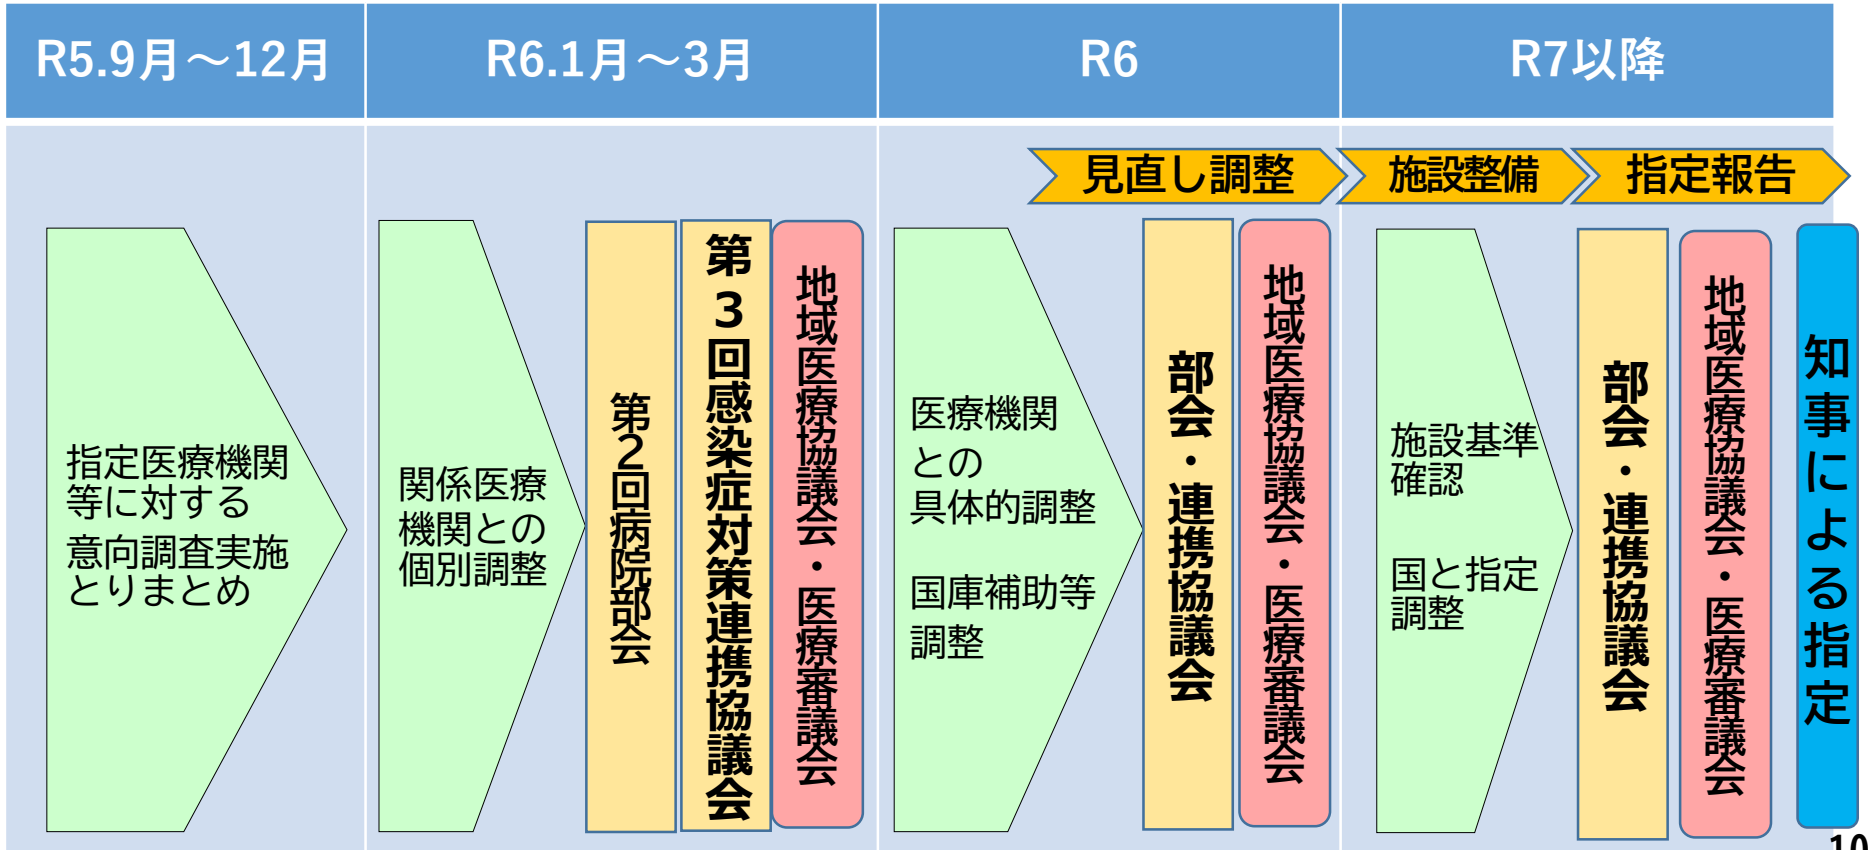 R5.9月～12月
R6.1月～3月
R6
R7以降
見直し調整
施設整備
指定報告
指定医療機関
等に対する
意向調査実施
とりまとめ
関係医療
機関との
個別調整
第２回病院部会
第３回感染症対策連携協議会
地域医療協議会・医療審議会
医療機関
との
具体的調整
国庫補助等
調整
部会・連携協議会
地域医療協議会・医療審議会
施設基準
確認
国と指定
調整
部会・連携協議会
地域医療協議会・医療審議会
知事による指定
10